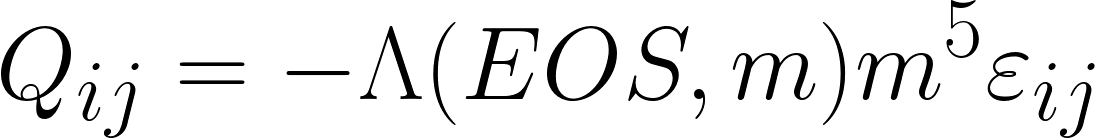 $Q_{ij} = -\Lambda(EOS, m)m^5\varepsilon_{ij}$